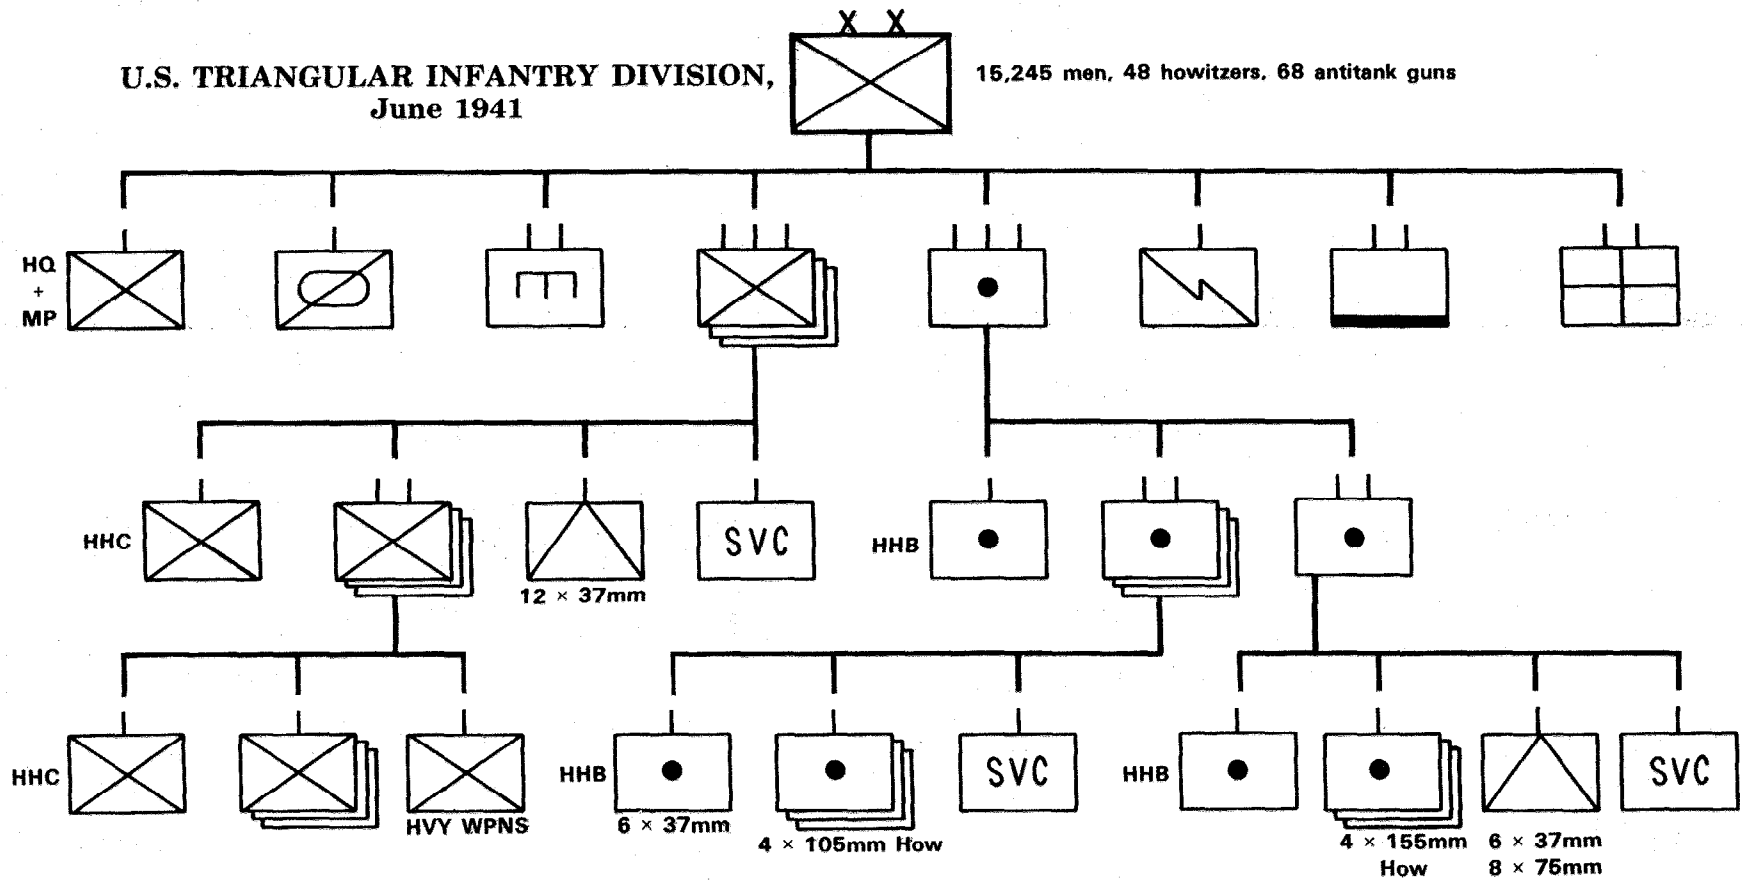 X X
U.S. TRIANGULAR INFANTRY DIVISION,
June 1941
15,245 men, 48 howitzers, 68 antitank guns
HQ
+
MP
HHC
SVC
12 × 37mm
HHB
HHC
HVY WPNS
HHB
6 × 37mm
4 × 105mm How
SVC
HHB
4 × 155mm
How
6 × 37mm
8 × 75mm
SVC